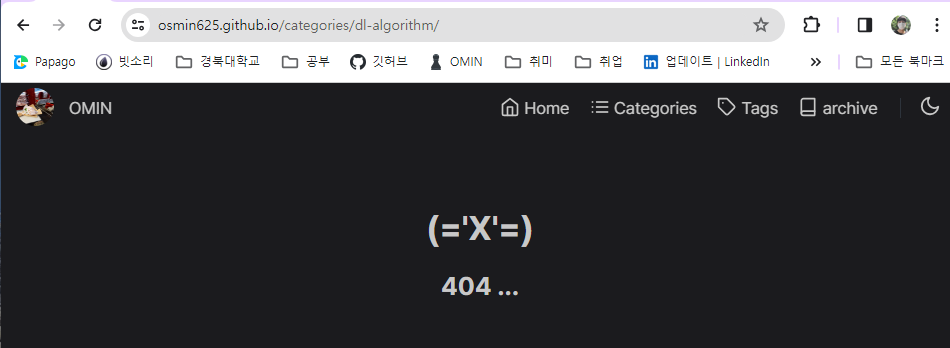 osmin625.github.io/categories/dl-algorithm/
Papago 빗소리 경북대학교 공부 깃허브 OMIN 취미 취업 업데이트 | LinkedIn » 모든 북마크
OMIN Home Categories Tags archive
(='X'=)
404 ...